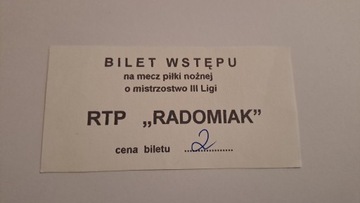 BILET WSTĘPU
na mecz piłki nożnej
o mistrzostwo III Ligi
RTP „RADOMIAK”
cena biletu ....2............